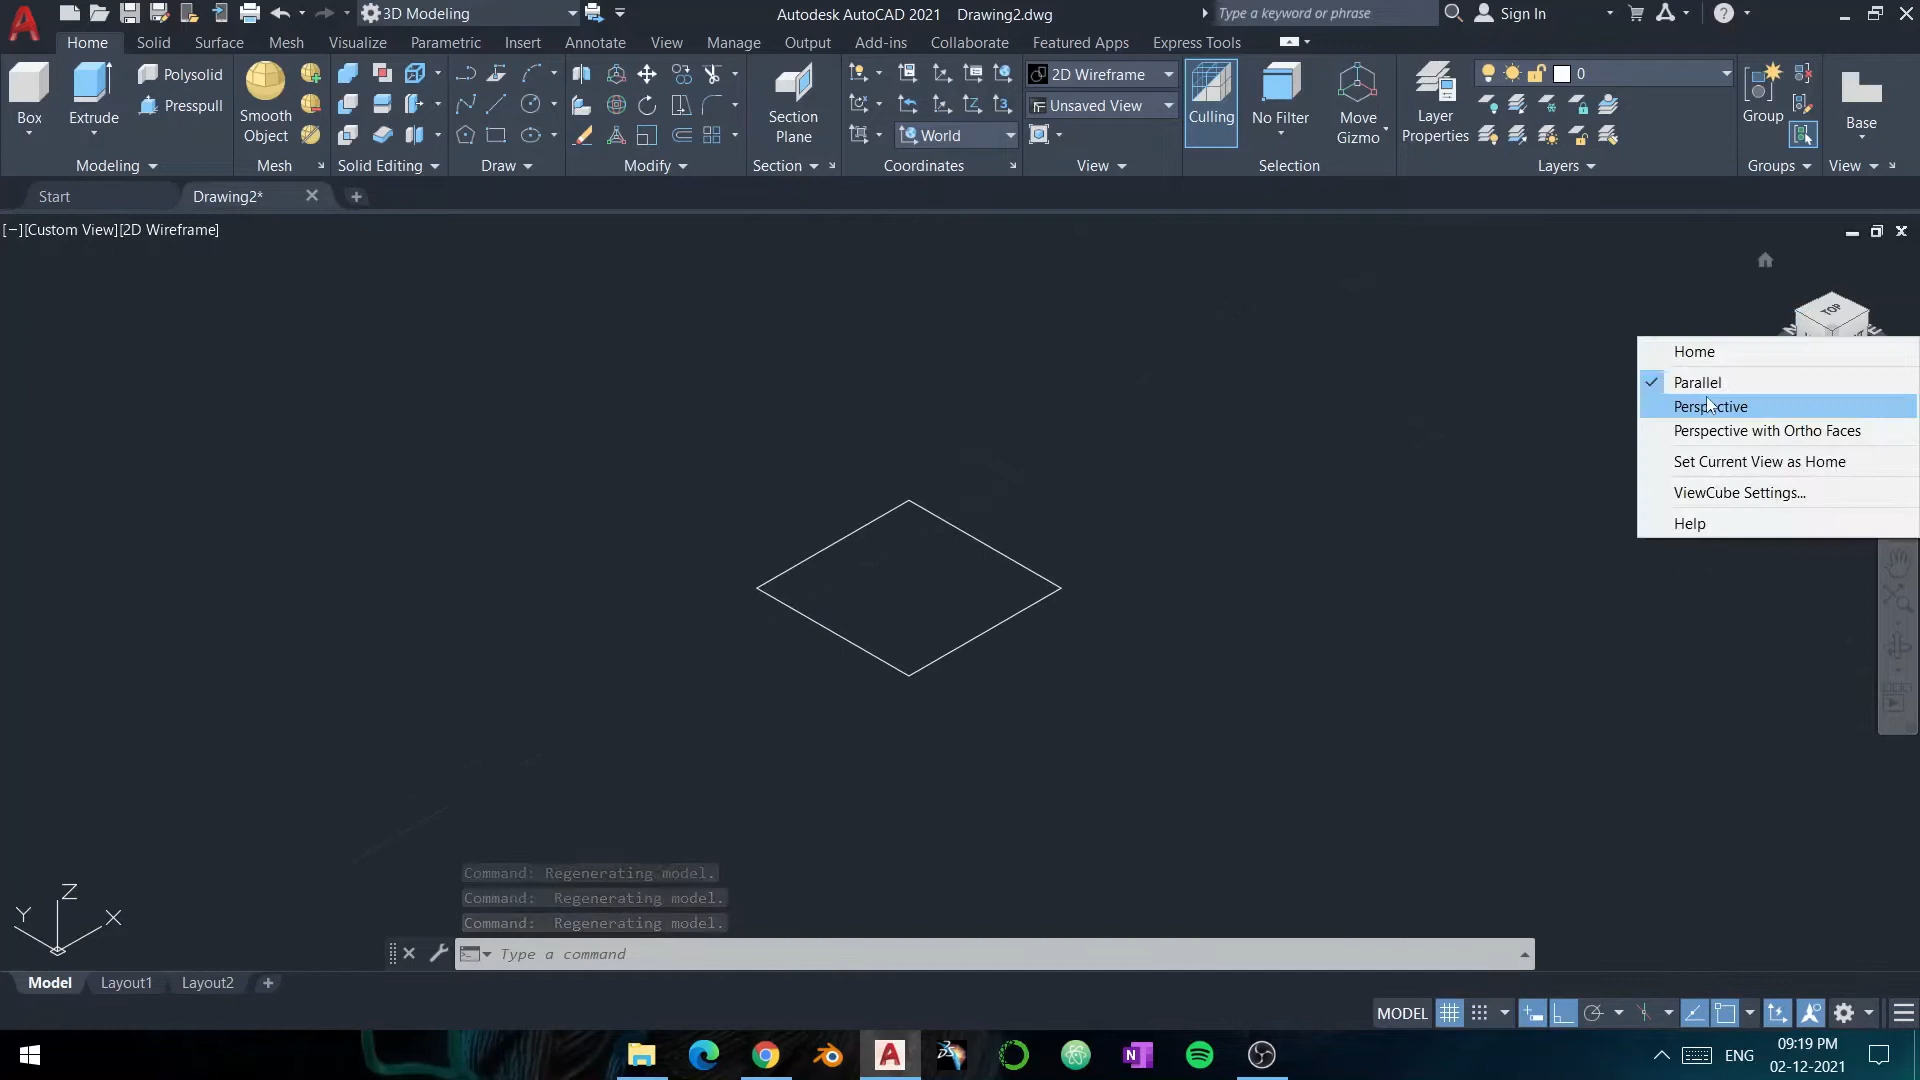 3D Modeling
Autodesk AutoCAD 2021 Drawing2.dwg
Type a keyword or phrase
Sign In
Home Solid Surface Mesh Visualize Parametric Insert Annotate View Manage Output Add-ins Collaborate Featured Apps Express Tools
Box
Extrude
Polysolid
Presspull
Modeling
Smooth
Object
Mesh
Solid Editing
Draw
Modify
Section
Plane
Section
World
Coordinates
2D Wireframe
Unsaved View
View
Culling
No Filter
Move
Gizmo
Selection
Layer
Properties
0
Layers
Group
Groups
Base
View
Start
Drawing2*
[−][Custom View][2D Wireframe]
TOP
Home
Parallel
Perspective
Perspective with Ortho Faces
Set Current View as Home
ViewCube Settings...
Help
Z
Y
X
Command: Regenerating model.
Command: Regenerating model.
Command: Regenerating model.
Type a command
Model
Layout1
Layout2
MODEL
ENG
09:19 PM
02-12-2021